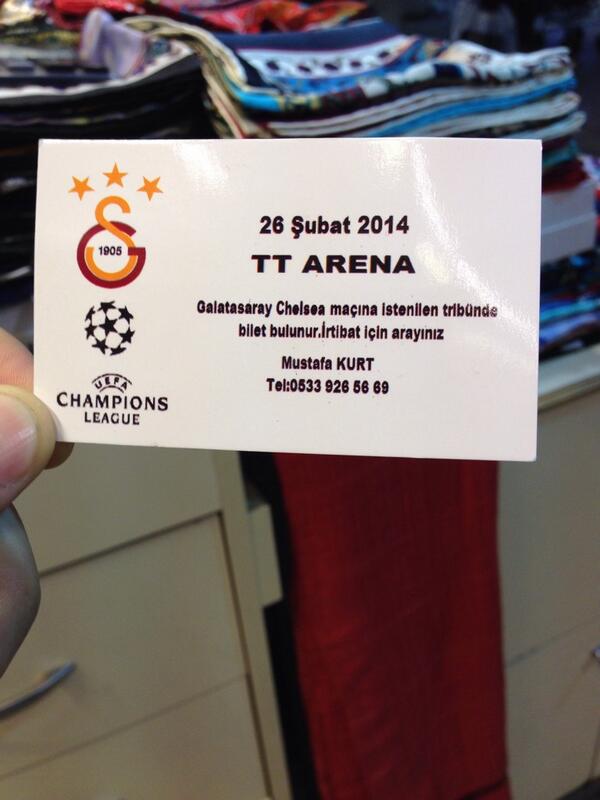 1905
UEFA
CHAMPIONS
LEAGUE
26 Şubat 2014
TT ARENA
Galatasaray Chelsea maçına istenilen tribünde
bilet bulunur.İrtibat için arayınız
Mustafa KURT
Tel:0533 926 56 69